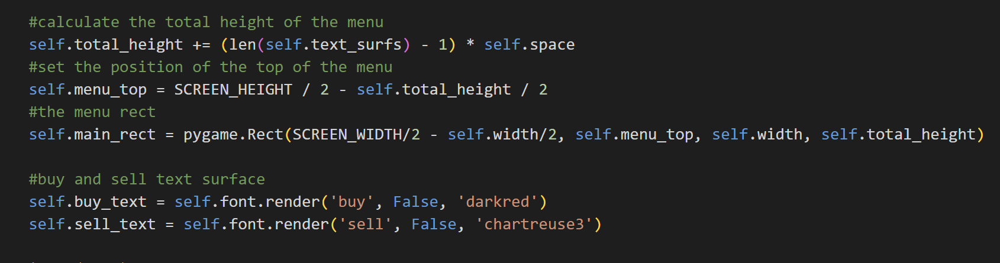 #calculate the total height of the menu
self.total_height += (len(self.text_surfs) - 1) * self.space
#set the position of the top of the menu
self.menu_top = SCREEN_HEIGHT / 2 - self.total_height / 2
#the menu rect
self.main_rect = pygame.Rect(SCREEN_WIDTH/2 - self.width/2, self.menu_top, self.width, self.total_height)
#buy and sell text surface
self.buy_text = self.font.render('buy', False, 'darkred')
self.sell_text = self.font.render('sell', False, 'chartreuse3')